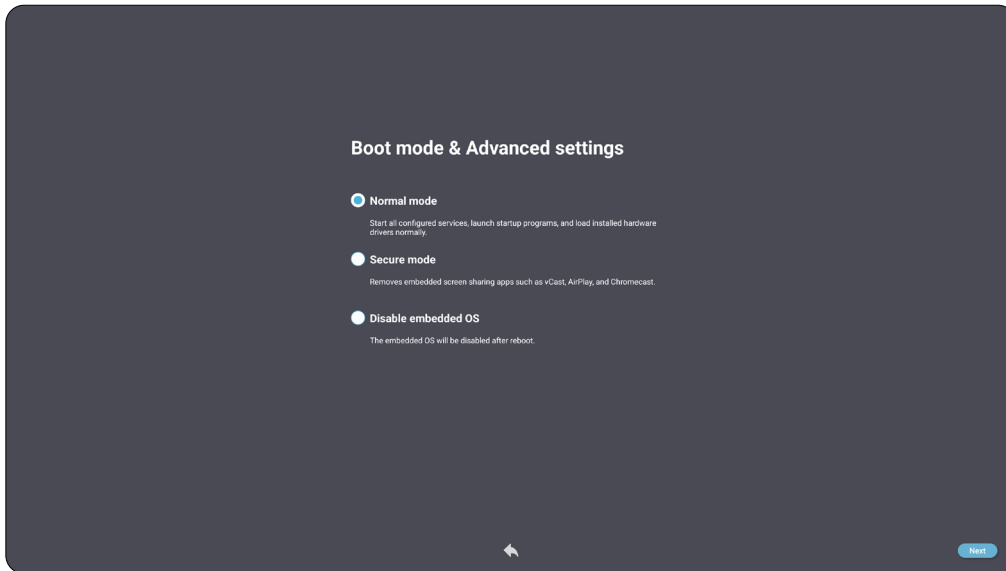 Boot mode & Advanced settings
Normal mode
Start all configured services, launch startup programs, and load installed hardware
drivers normally.
Secure mode
Removes embedded screen sharing apps such as vCast, AirPlay, and Chromecast.
Disable embedded OS
The embedded OS will be disabled after reboot.
Next